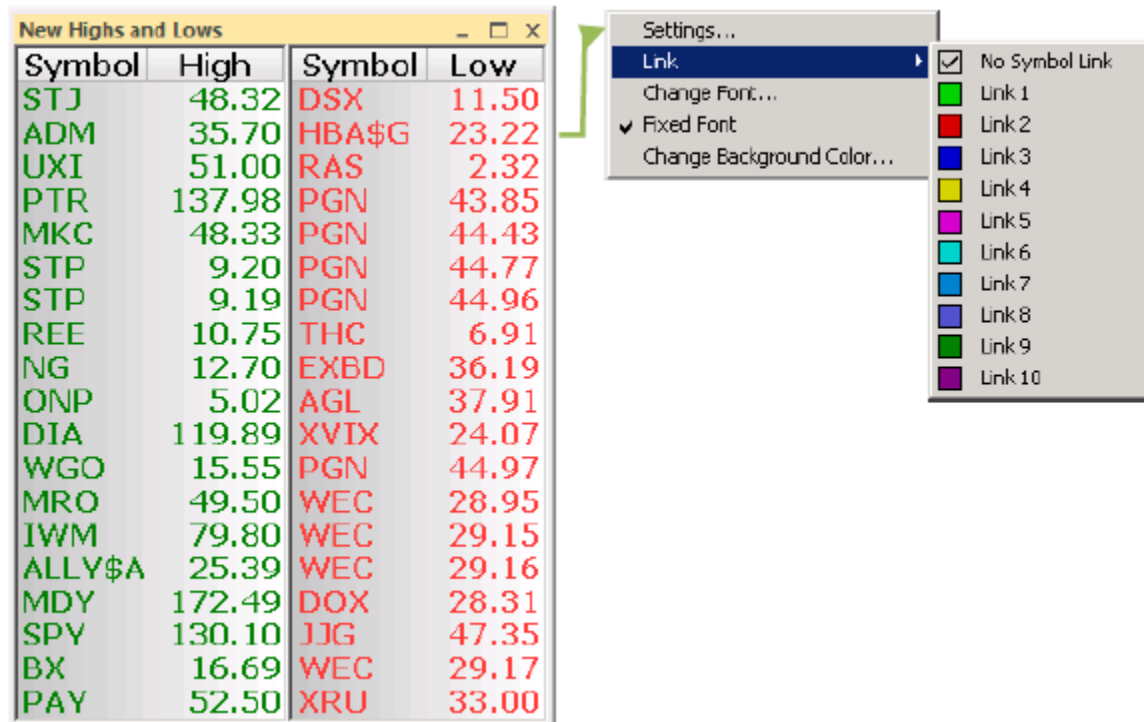 New Highs and Lows
Symbol High Symbol Low
STJ 48.32 DSX 11.50
ADM 35.70 HBA$G 23.22
UXI 51.00 RAS 2.32
PTR 137.98 PGN 43.85
MKC 48.33 PGN 44.43
STP 9.20 PGN 44.77
STP 9.19 PGN 44.96
REE 10.75 THC 6.91
NG 12.70 EXBD 36.19
ONP 5.02 AGL 37.91
DIA 119.89 XVIX 24.07
WGO 15.55 PGN 44.97
MRO 49.50 WEC 28.95
IWM 79.80 WEC 29.15
ALLY$A 25.39 WEC 29.16
MDY 172.49 DOX 28.31
SPY 130.10 JJG 47.35
BX 16.69 WEC 29.17
PAY 52.50 XRU 33.00
Settings...
Link
Change Font...
Fixed Font
Change Background Color...
No Symbol Link
Link 1
Link 2
Link 3
Link 4
Link 5
Link 6
Link 7
Link 8
Link 9
Link 10